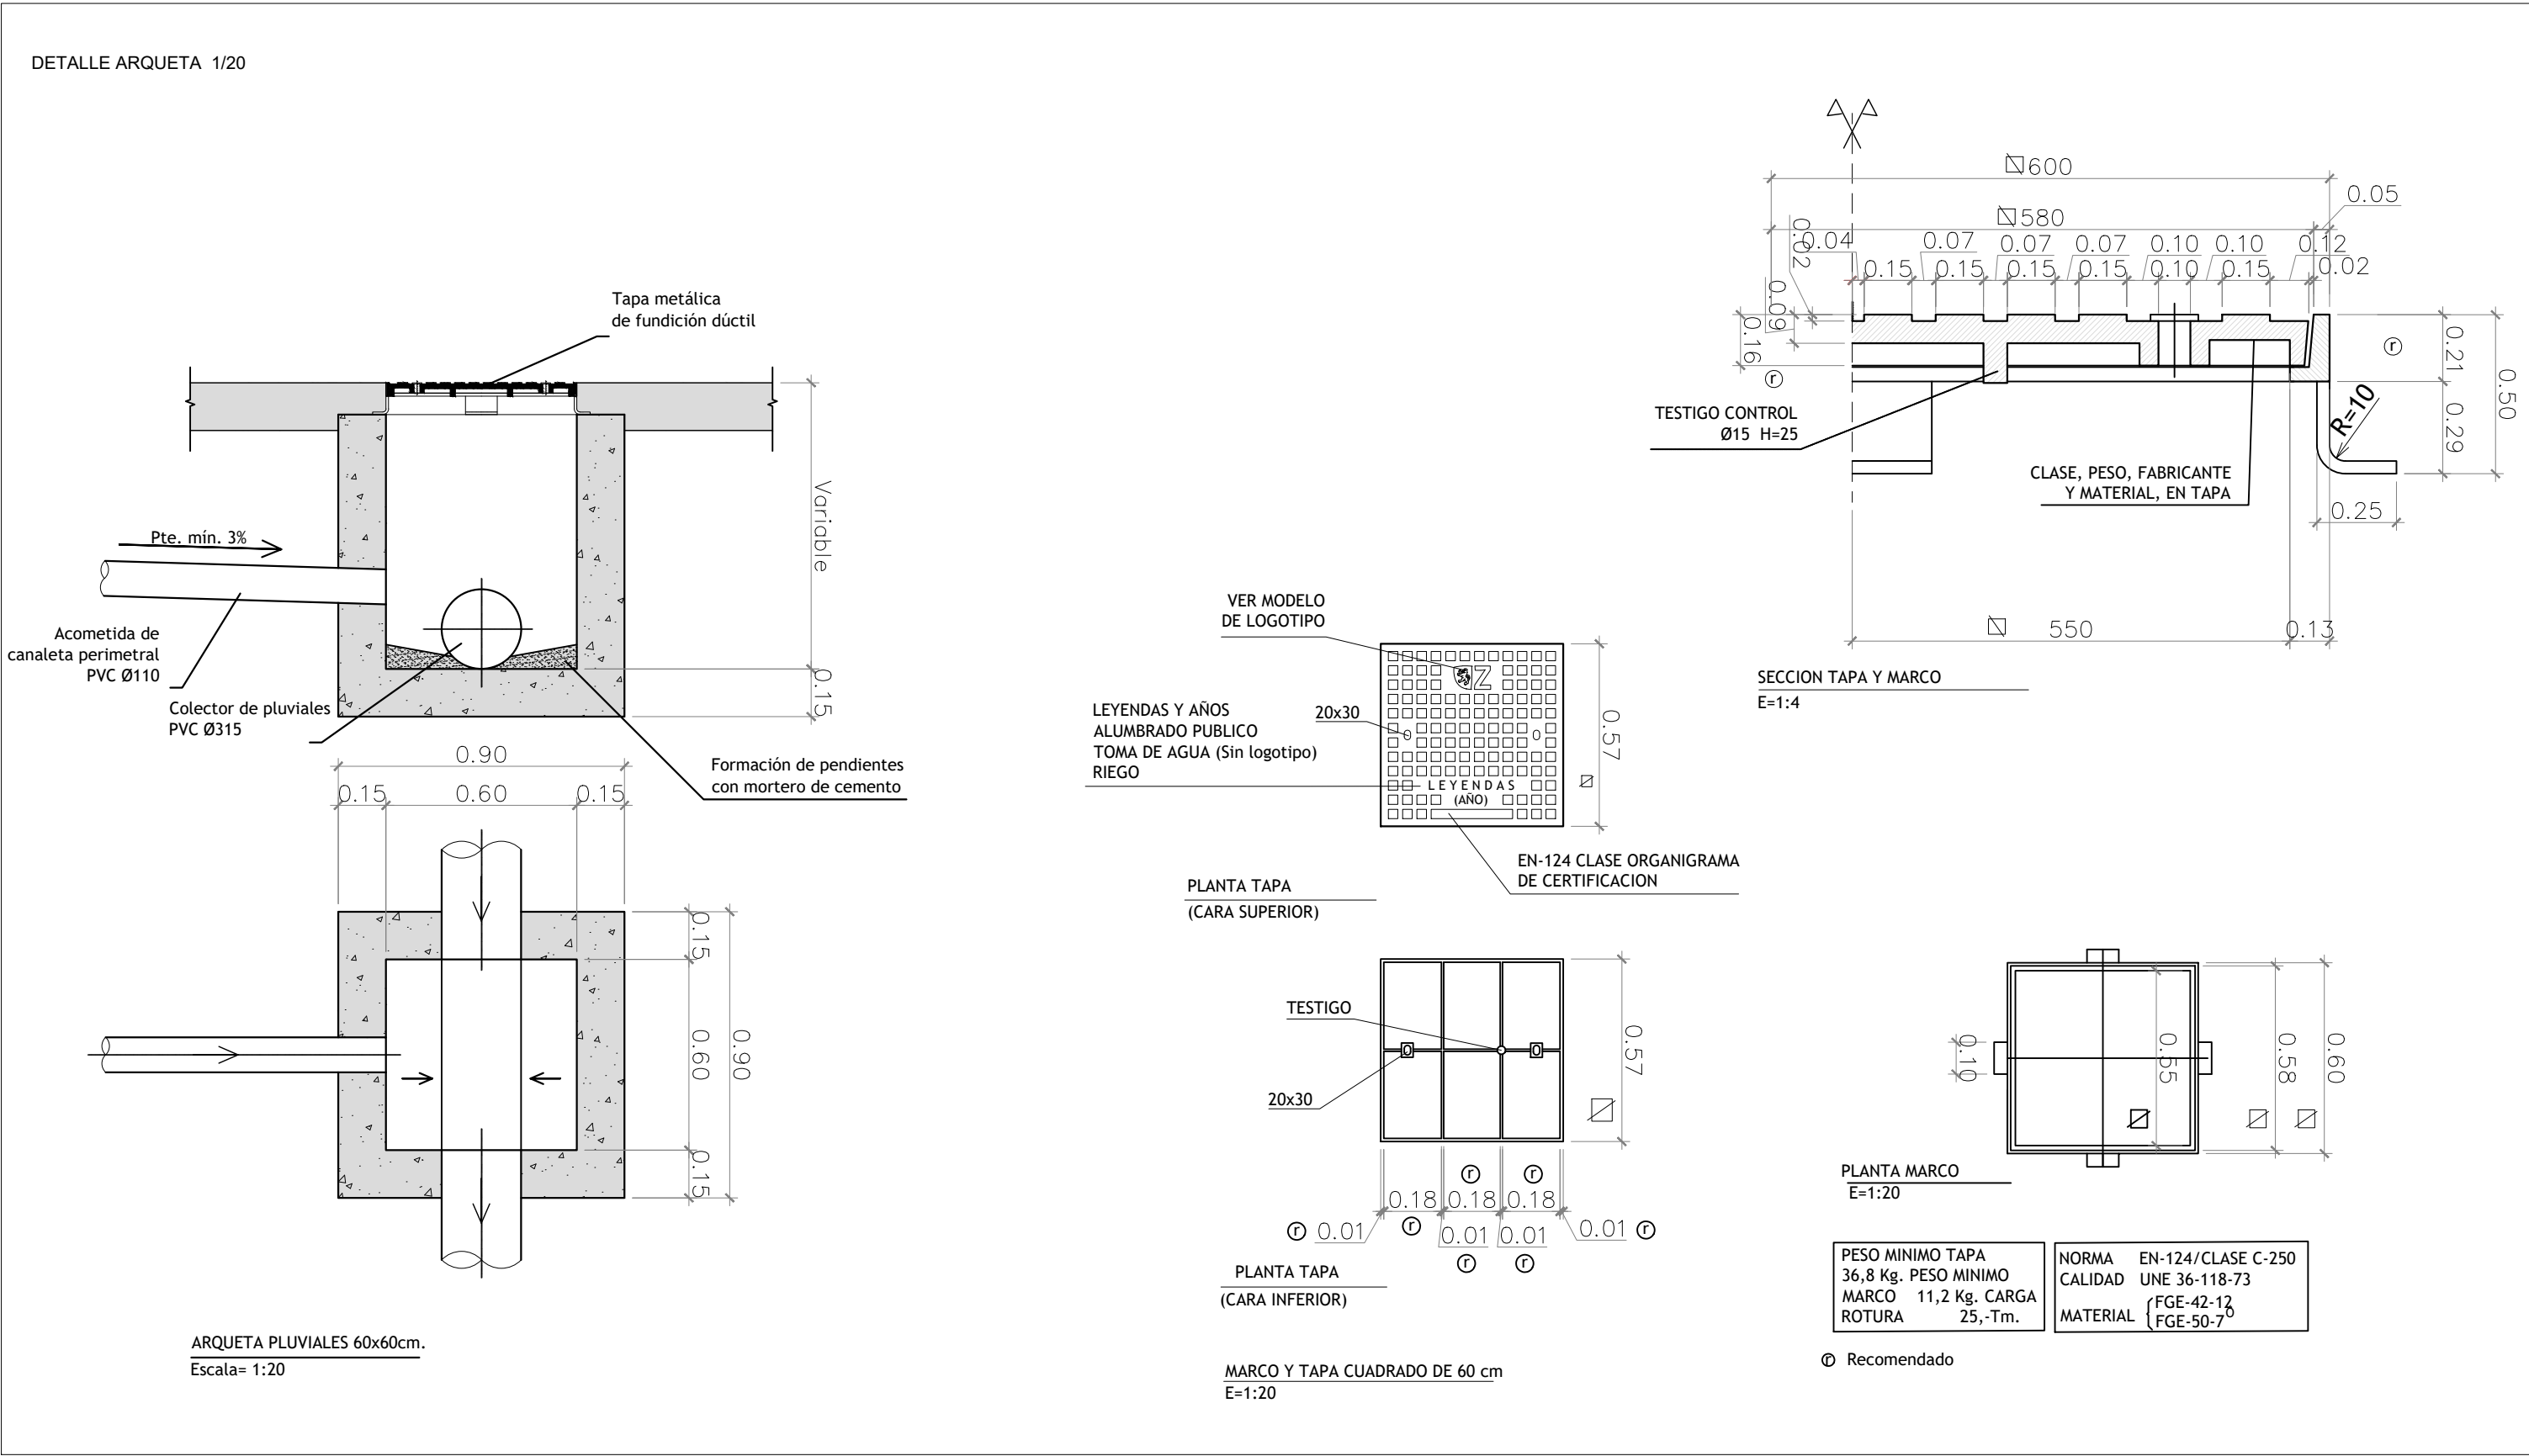 DETALLE ARQUETA 1/20
Tapa metálica
de fundición dúctil
Variable
0.15
Pte. mín. 3%
Acometida de
canaleta perimetral
PVC Ø110
Colector de pluviales
PVC Ø315
Formación de pendientes
con mortero de cemento
0.90
0.15 0.60 0.15
0.15
0.60
0.15
0.90
ARQUETA PLUVIALES 60x60cm.
Escala= 1:20
VER MODELO
DE LOGOTIPO
LEYENDAS Y AÑOS
ALUMBRADO PUBLICO
TOMA DE AGUA (Sin logotipo)
RIEGO
20x30
Z
LEYENDAS
(AÑO)
0.57
EN-124 CLASE ORGANIGRAMA
DE CERTIFICACION
PLANTA TAPA
(CARA SUPERIOR)
TESTIGO
20x30
0.57
r r
0.18 0.18 0.18
r 0.01 r 0.01 0.01 0.01 r
r r
PLANTA TAPA
(CARA INFERIOR)
MARCO Y TAPA CUADRADO DE 60 cm
E=1:20
600
0.05
580
0.02
0.04 0.07 0.07 0.07 0.10 0.10 0.12
0.15 0.15 0.15 0.15 0.10 0.15 0.02
0.09
0.16
r
r
0.21
0.29
0.50
R=10
TESTIGO CONTROL
Ø15 H=25
CLASE, PESO, FABRICANTE
Y MATERIAL, EN TAPA
0.25
550 0.13
SECCION TAPA Y MARCO
E=1:4
0.10
0.55
0.58
0.60
PLANTA MARCO
E=1:20
PESO MINIMO TAPA
36,8 Kg. PESO MINIMO
MARCO 11,2 Kg. CARGA
ROTURA 25,-Tm.
NORMA EN-124/CLASE C-250
CALIDAD UNE 36-118-73
MATERIAL { FGE-42-12
o
FGE-50-7
r Recomendado